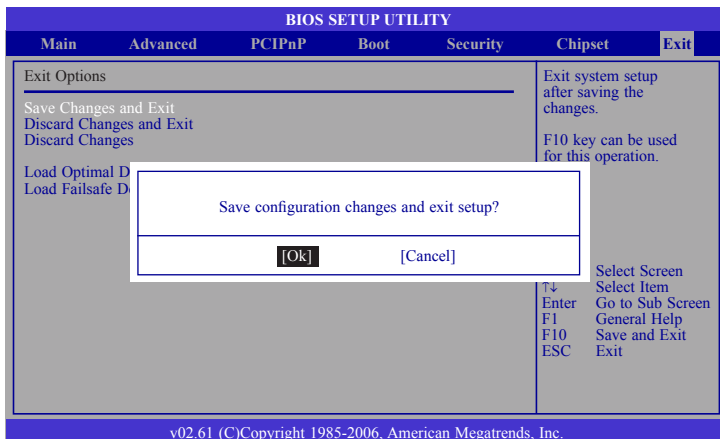 BIOS SETUP UTILITY
Main Advanced PCIPnP Boot Security Chipset Exit
Exit Options
Save Changes and Exit
Discard Changes and Exit
Discard Changes
Load Optimal D
Load Failsafe D
Save configuration changes and exit setup?
[Ok] [Cancel]
Exit system setup
after saving the
changes.
F10 key can be used
for this operation.
Select Screen
↑↓ Select Item
Enter Go to Sub Screen
F1 General Help
F10 Save and Exit
ESC Exit
v02.61 (C)Copyright 1985-2006, American Megatrends, Inc.